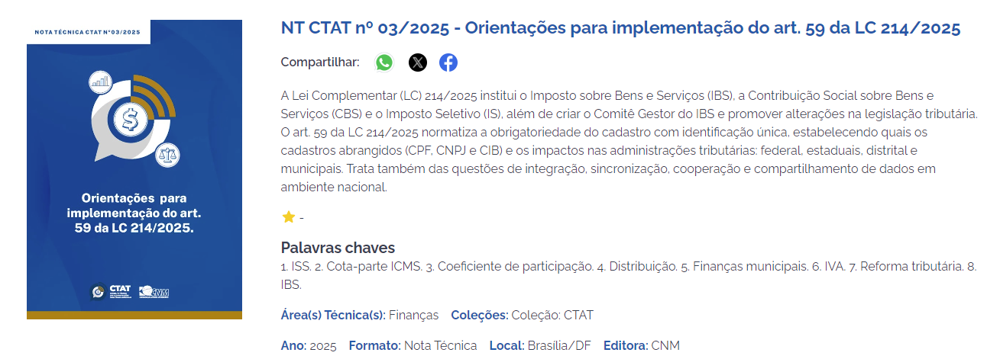 NOTA TÉCNICA CTAT Nº03/2025
Orientações para
implementação do art.
59 da LC 214/2025.
CTAT
CNM
NT CTAT nº 03/2025 - Orientações para implementação do art. 59 da LC 214/2025
Compartilhar:
A Lei Complementar (LC) 214/2025 institui o Imposto sobre Bens e Serviços (IBS), a Contribuição Social sobre Bens e
Serviços (CBS) e o Imposto Seletivo (IS), além de criar o Comitê Gestor do IBS e promover alterações na legislação tributária.
O art. 59 da LC 214/2025 normatiza a obrigatoriedade do cadastro com identificação única, estabelecendo quais os
cadastros abrangidos (CPF, CNPJ e CIB) e os impactos nas administrações tributárias: federal, estaduais, distrital e
municipais. Trata também das questões de integração, sincronização, cooperação e compartilhamento de dados em
ambiente nacional.
-
Palavras chaves
1. ISS. 2. Cota-parte ICMS. 3. Coeficiente de participação. 4. Distribuição. 5. Finanças municipais. 6. IVA. 7. Reforma tributária. 8.
IBS.
Área(s) Técnica(s): Finanças Coleções: Coleção: CTAT
Ano: 2025 Formato: Nota Técnica Local: Brasília/DF Editora: CNM